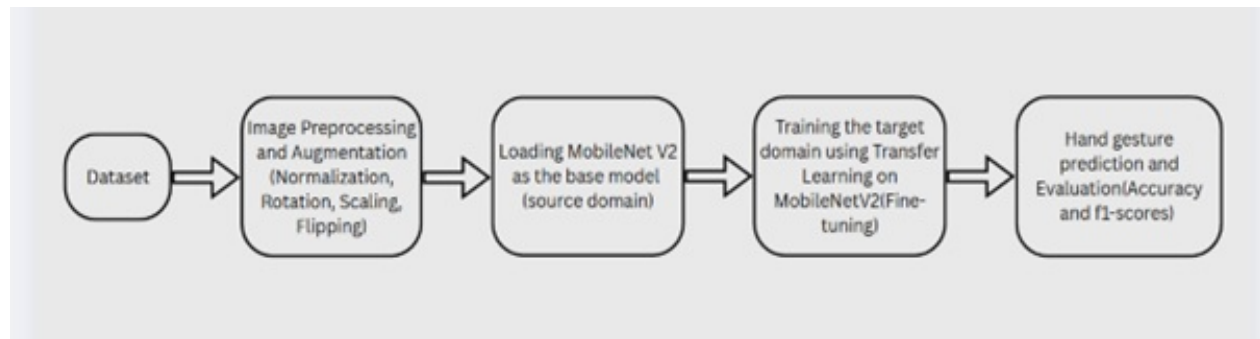 Dataset
Image Preprocessing
and Augmentation
(Normalization,
Rotation, Scaling,
Flipping)
Loading MobileNet V2
as the base model
(source domain)
Training the target
domain using Transfer
Learning on
MobileNetV2(Fine-
tuning)
Hand gesture
prediction and
Evaluation(Accuracy
and f1-scores)